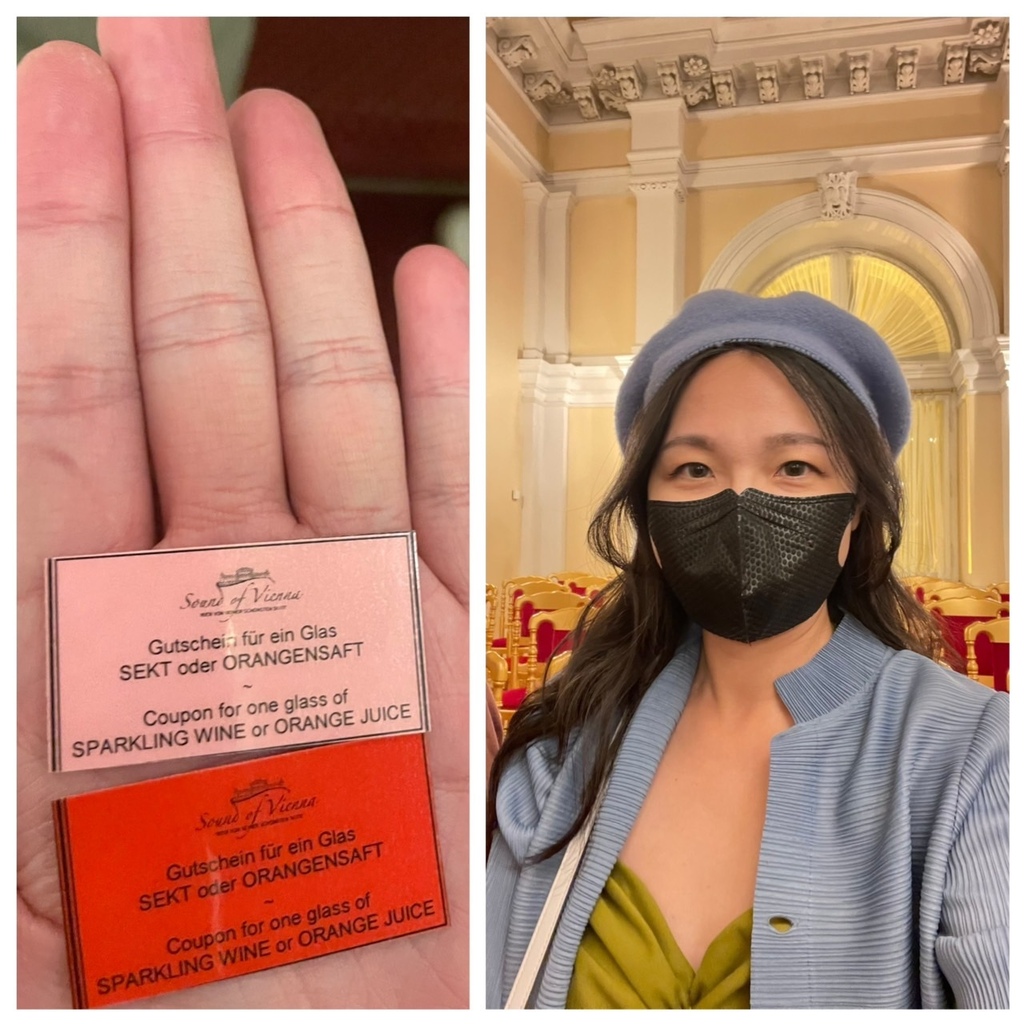 Sound of Vienna
Gutschein für ein Glas
SEKT oder ORANGENSAFT
~
Coupon for one glass of
SPARKLING WINE or ORANGE JUICE
Sound of Vienna
Gutschein für ein Glas
SEKT oder ORANGENSAFT
~
Coupon for one glass of
SPARKLING WINE or ORANGE JUICE